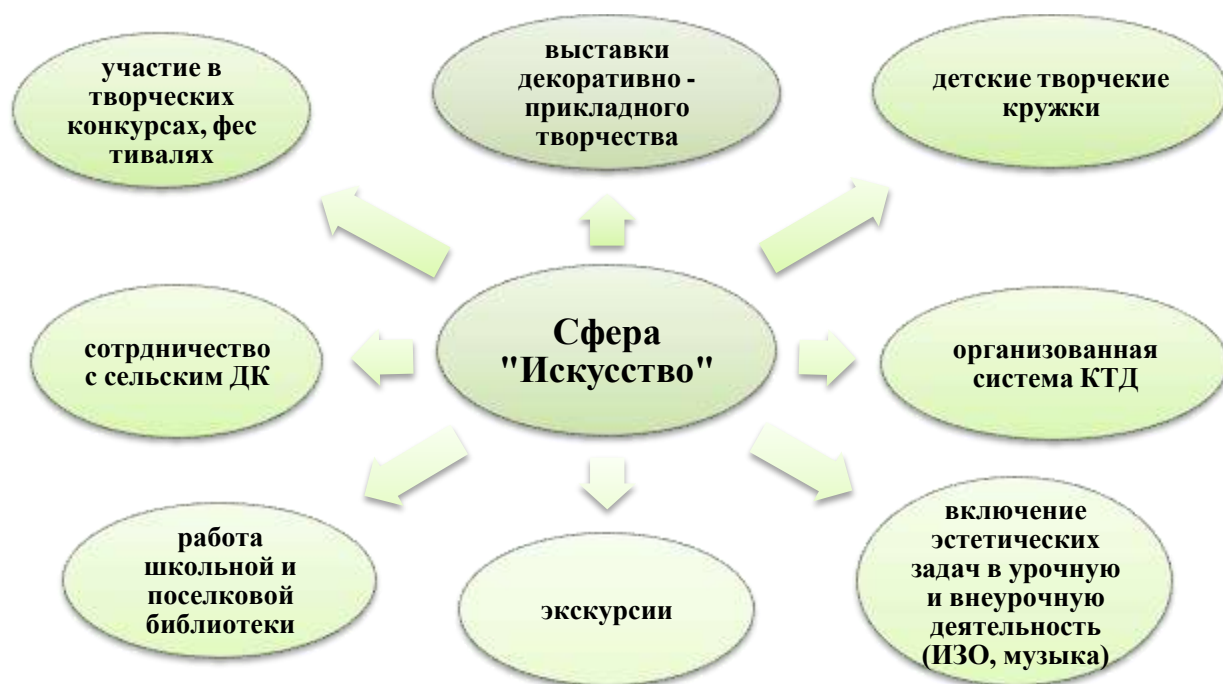 участие в
творческих
конкурсах, фес
тивалях
выставки
декоративно -
прикладного
творчества
детские творчекие
кружки
сотрдничество
с сельским ДК
Сфера
"Искусство"
организованная
система КТД
работа
школьной и
поселковой
библиотеки
экскурсии
включение
эстетических
задач в урочную
и внеурочную
деятельность
(ИЗО, музыка)